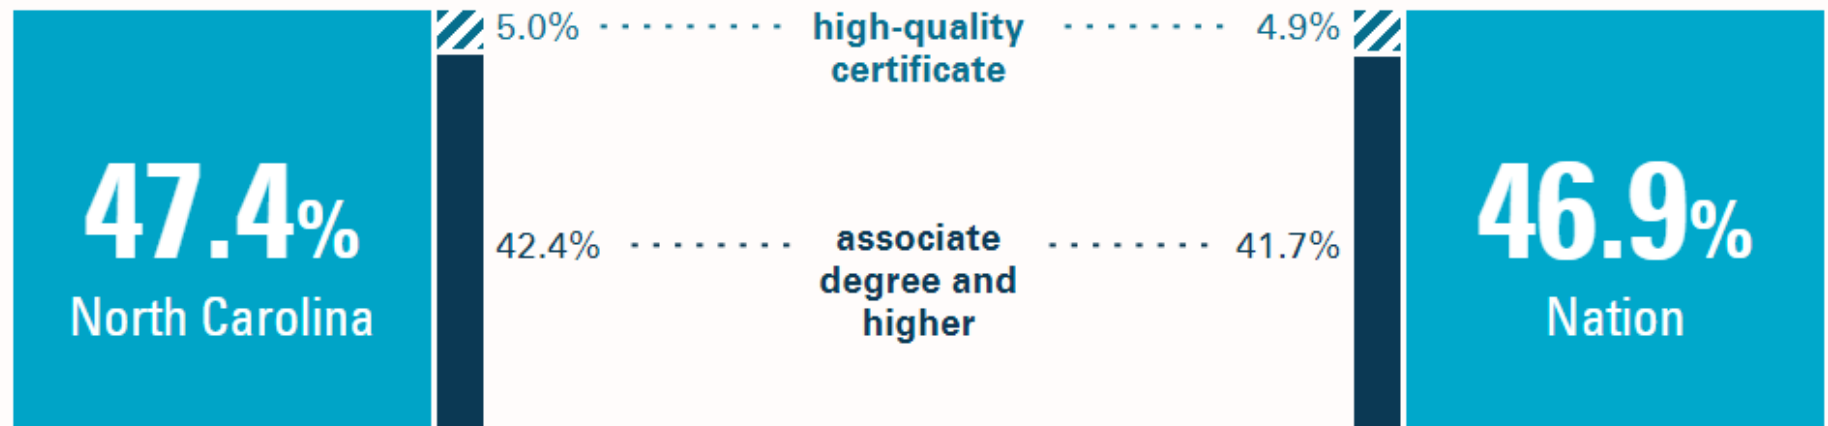 5.0% high-quality 4.9%
certificate
47.4% 46.9%
42.4% associate 41.7%
degree and
North Carolina higher Nation